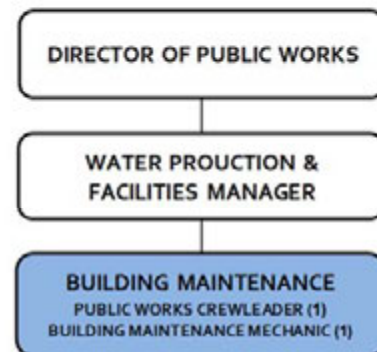 DIRECTOR OF PUBLIC WORKS
WATER PROUCTION &
FACILITIES MANAGER
BUILDING MAINTENANCE
PUBLIC WORKS CREWLEADER (1)
BUILDING MAINTENANCE MECHANIC (1)